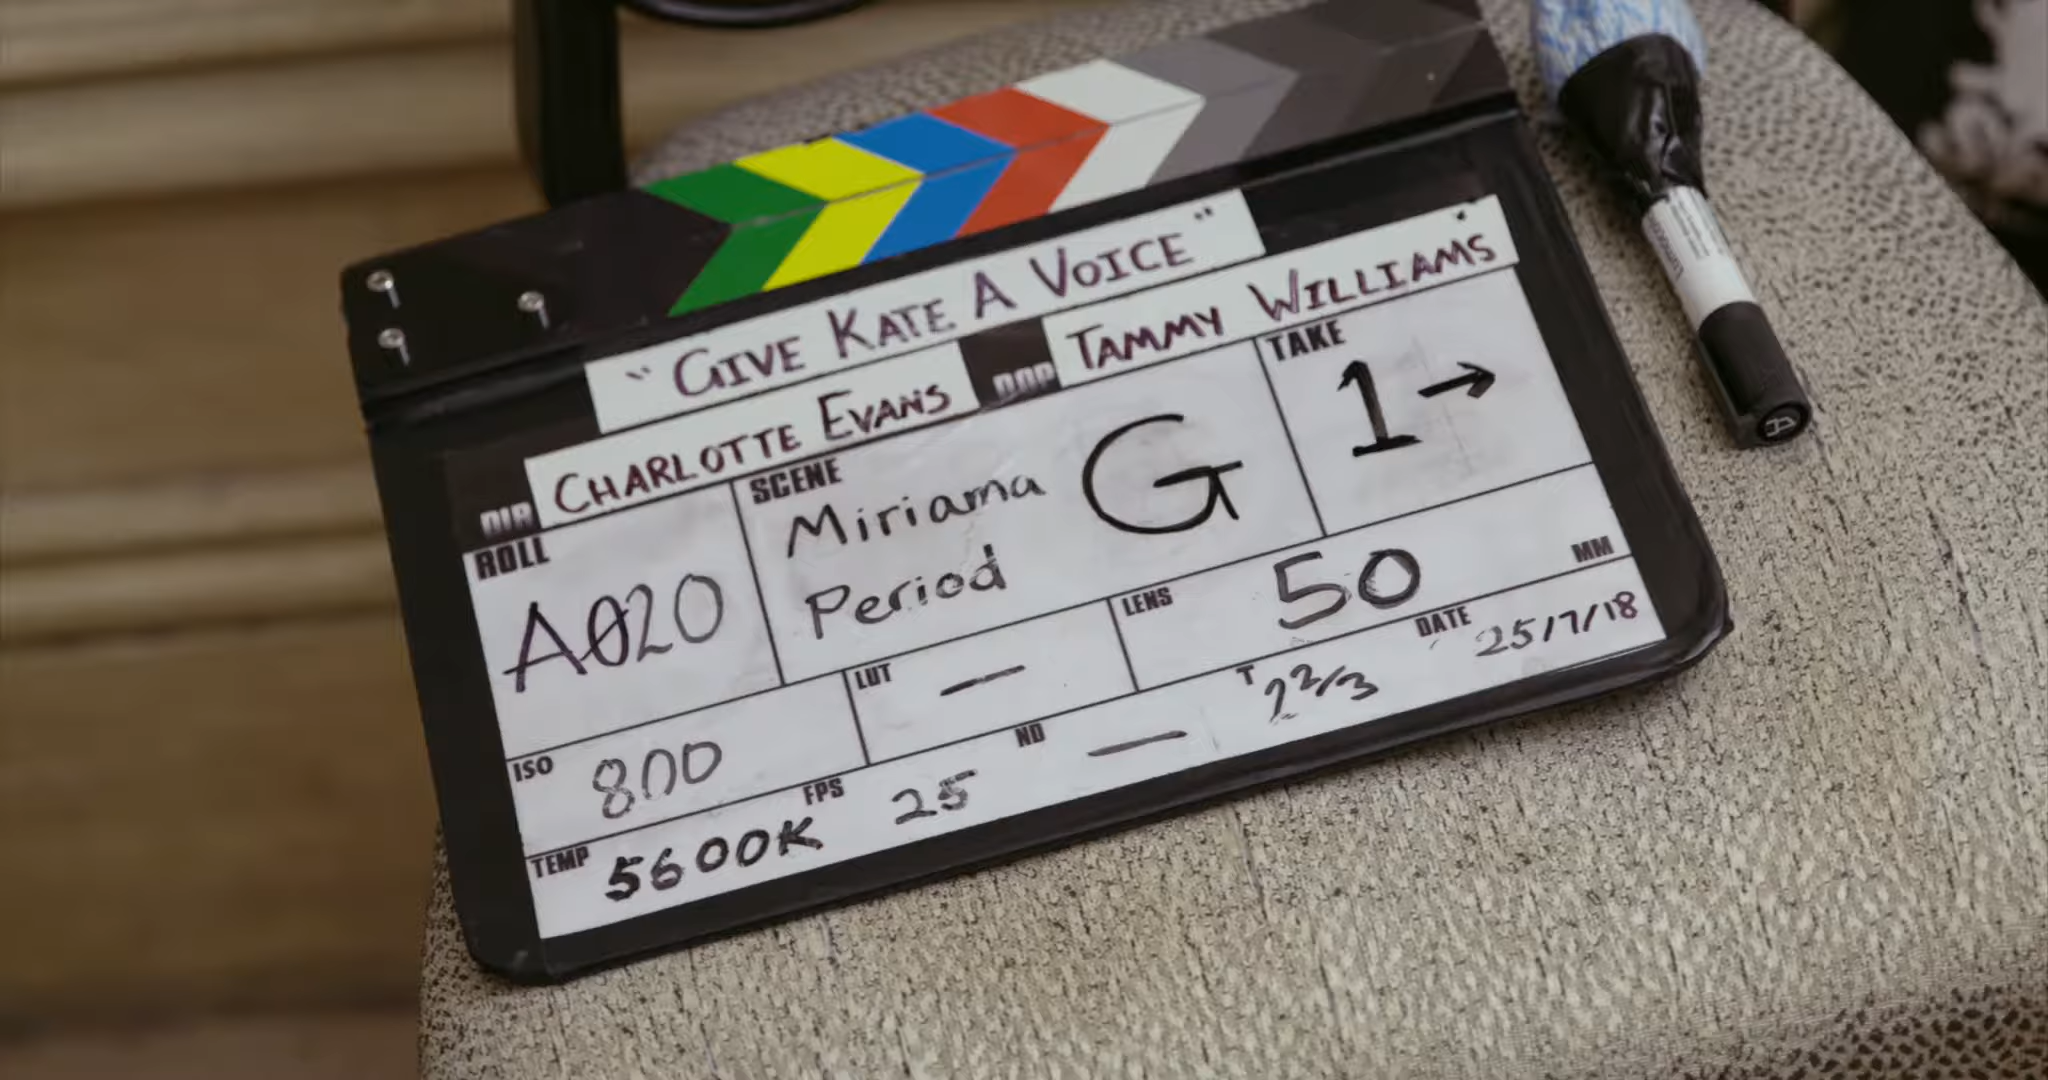 "GIVE KATE A VOICE"
DIR CHARLOTTE EVANS DOP TAMMY WILLIAMS
ROLL A020
SCENE Miriama Period G
TAKE 1→
ISO 800
LUT —
LENS 50 MM
TEMP 5600K
FPS 25
ND —
T 2 2/3
DATE 25/7/18